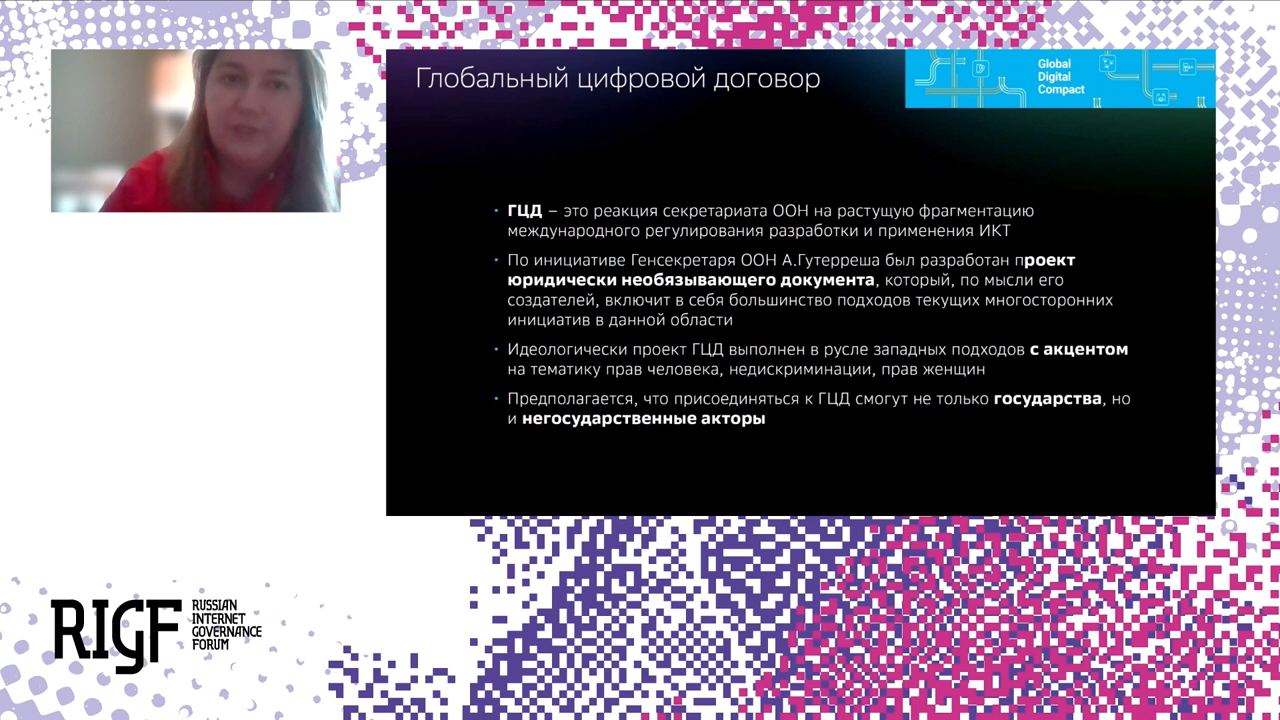 Глобальный цифровой договор
Global
Digital
Compact
ГЦД – это реакция секретариата ООН на растущую фрагментацию
международного регулирования разработки и применения ИКТ
По инициативе Генсекретаря ООН А.Гутерреша был разработан проект
юридически необязывающего документа, который, по мысли его
создателей, включит в себя большинство подходов текущих многосторонних
инициатив в данной области
Идеологически проект ГЦД выполнен в русле западных подходов с акцентом
на тематику прав человека, недискриминации, прав женщин
Предполагается, что присоединяться к ГЦД смогут не только государства, но
и негосударственные акторы
RIGF
RUSSIAN
INTERNET
GOVERNANCE
FORUM